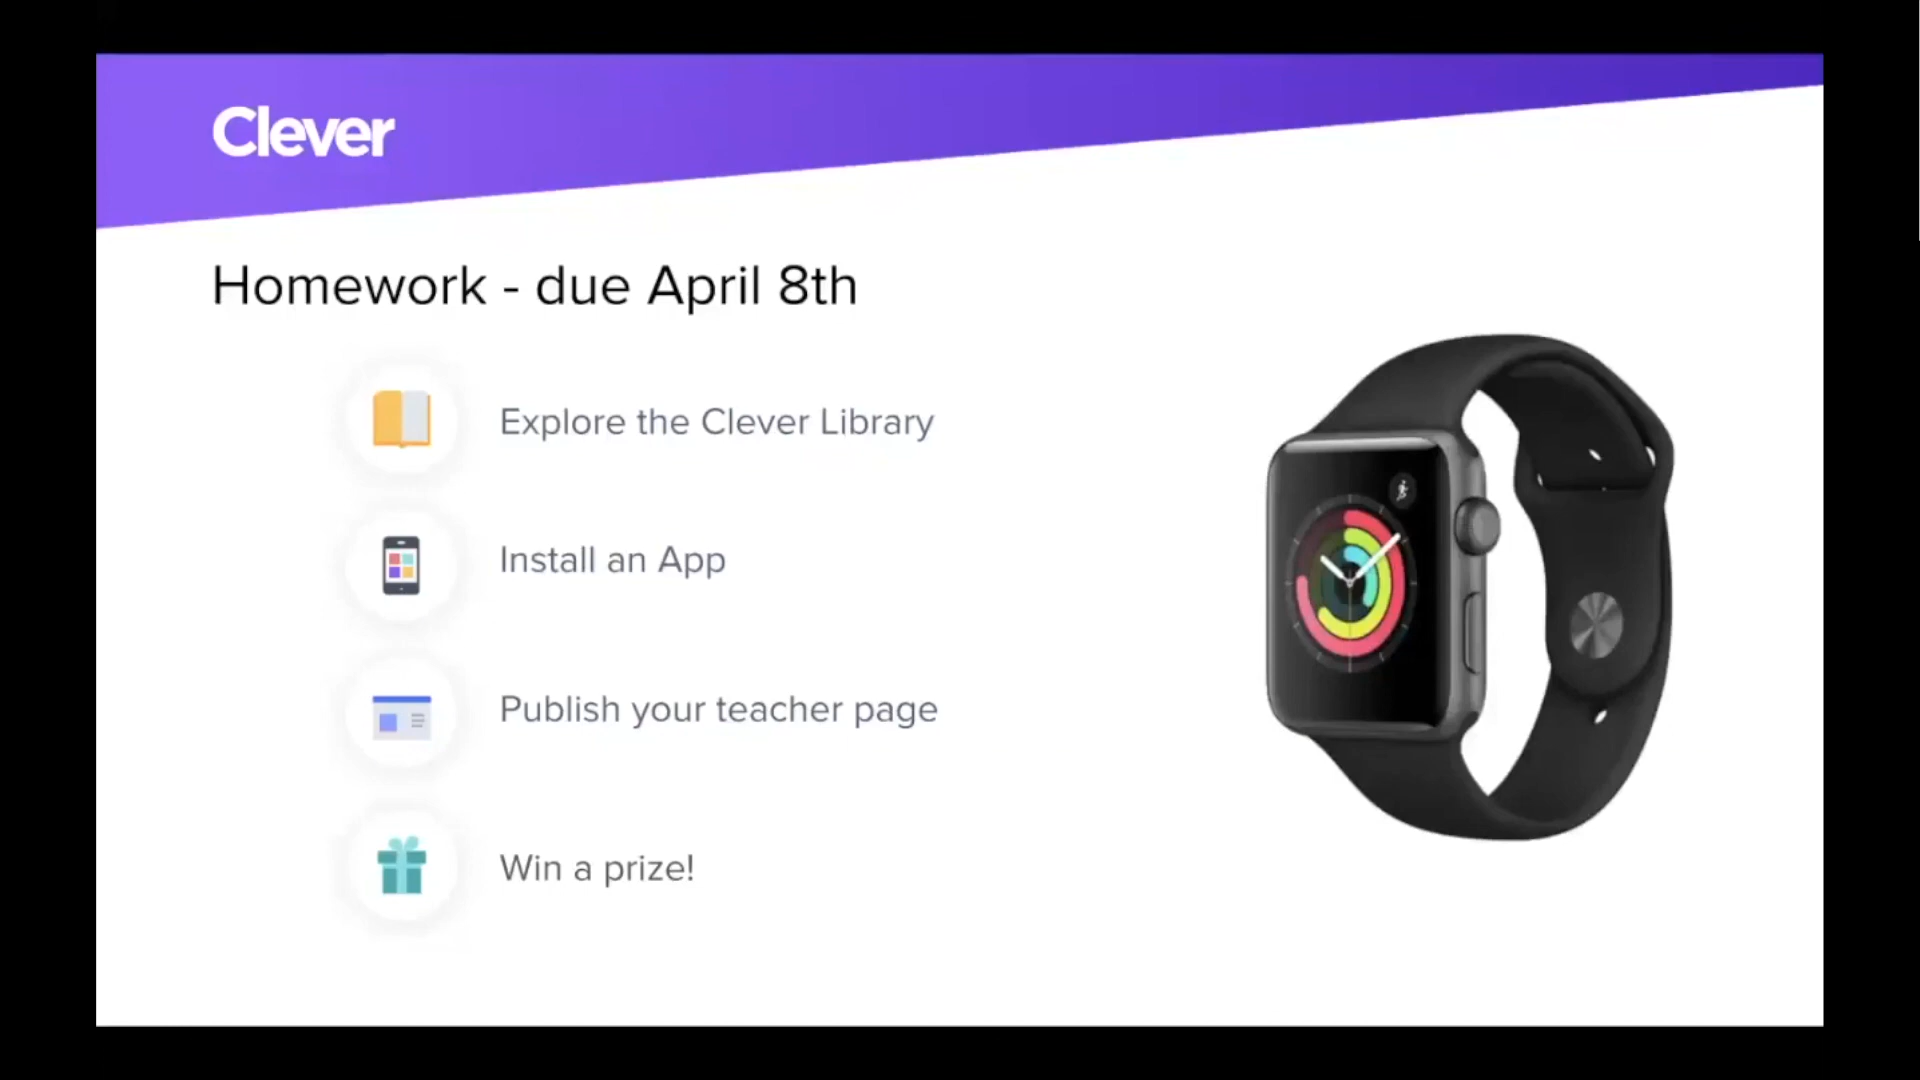 Clever
Homework - due April 8th
Explore the Clever Library
Install an App
Publish your teacher page
Win a prize!